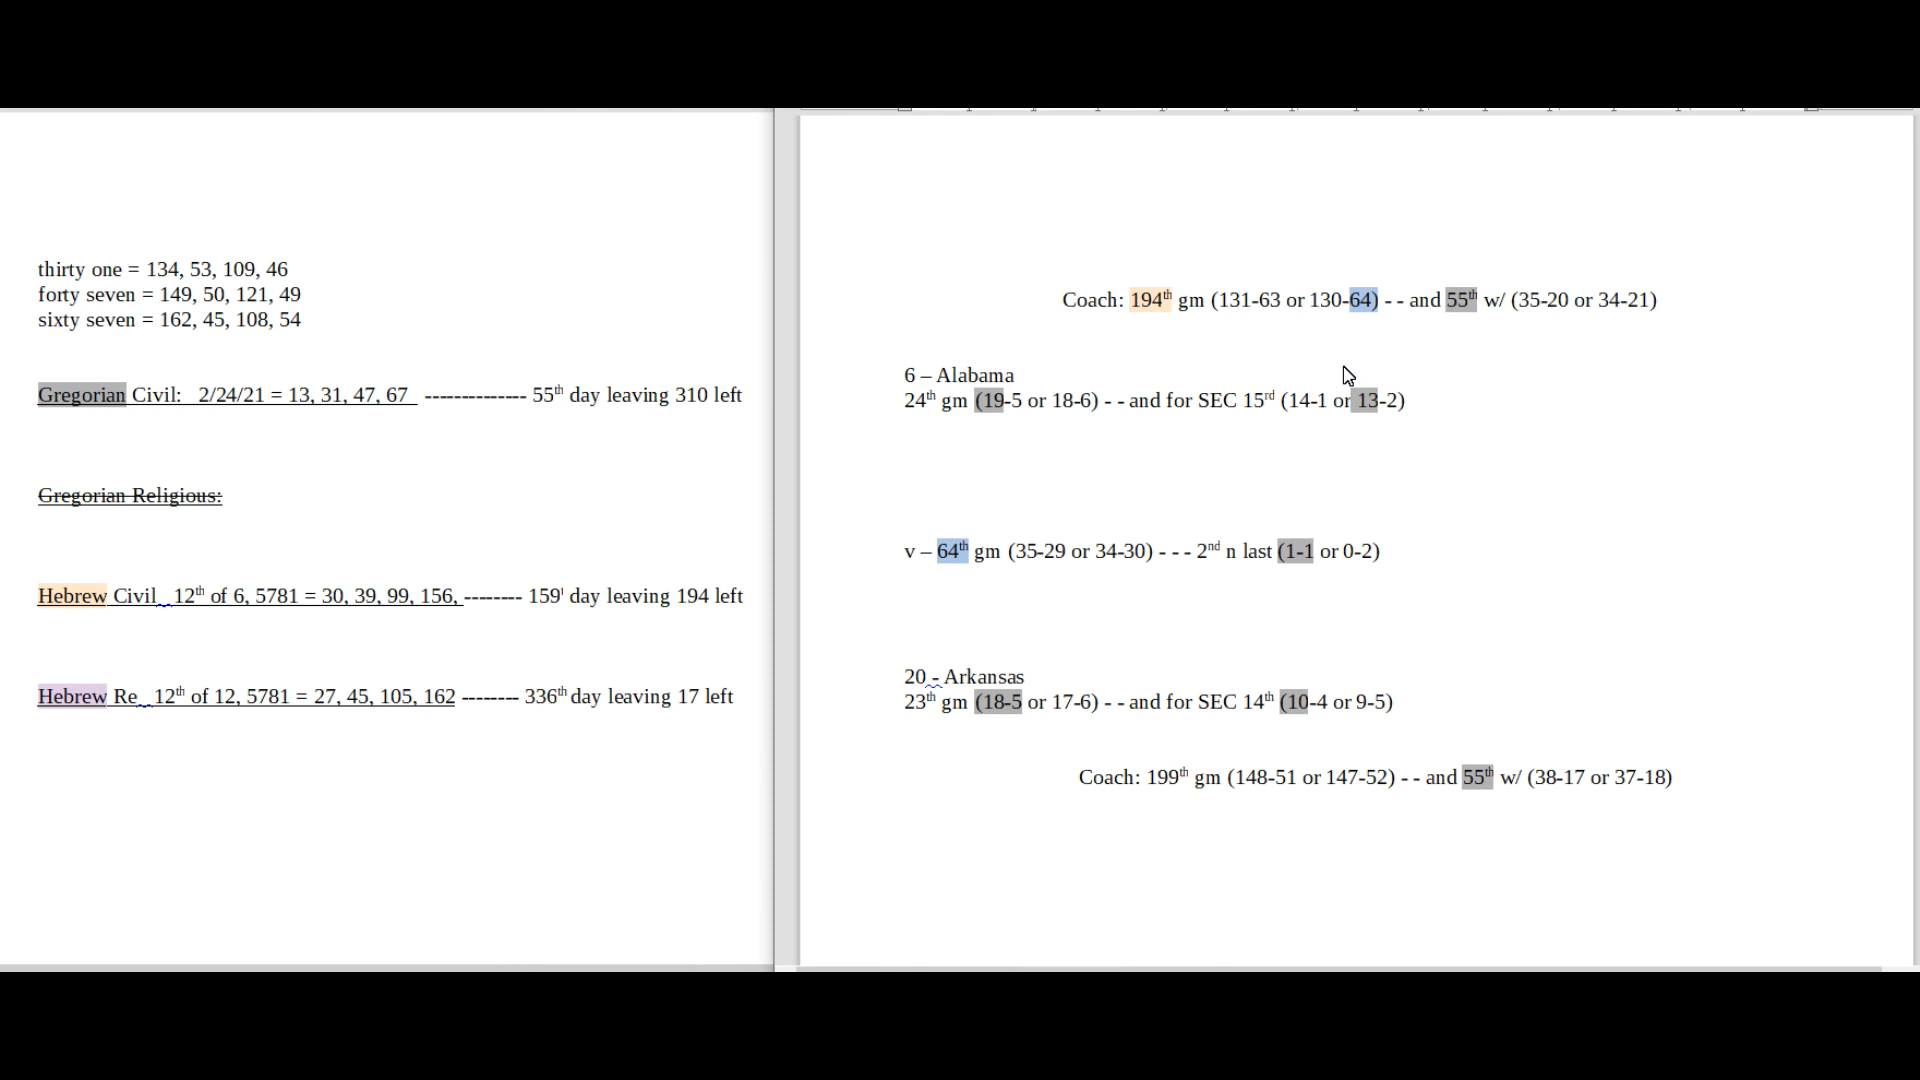 thirty one = 134, 53, 109, 46
forty seven = 149, 50, 121, 49
sixty seven = 162, 45, 108, 54
Gregorian Civil: 2/24/21 = 13, 31, 47, 67 -------------- 55th day leaving 310 left
Gregorian Religious:
Hebrew Civil 12th of 6, 5781 = 30, 39, 99, 156, -------- 159t day leaving 194 left
Hebrew Re 12th of 12, 5781 = 27, 45, 105, 162 -------- 336th day leaving 17 left
Coach: 194th gm (131-63 or 130-64) - - and 55th w/ (35-20 or 34-21)
6 – Alabama
24th gm (19-5 or 18-6) - - and for SEC 15rd (14-1 or 13-2)
v – 64th gm (35-29 or 34-30) - - - 2nd n last (1-1 or 0-2)
20 - Arkansas
23th gm (18-5 or 17-6) - - and for SEC 14th (10-4 or 9-5)
Coach: 199th gm (148-51 or 147-52) - - and 55th w/ (38-17 or 37-18)